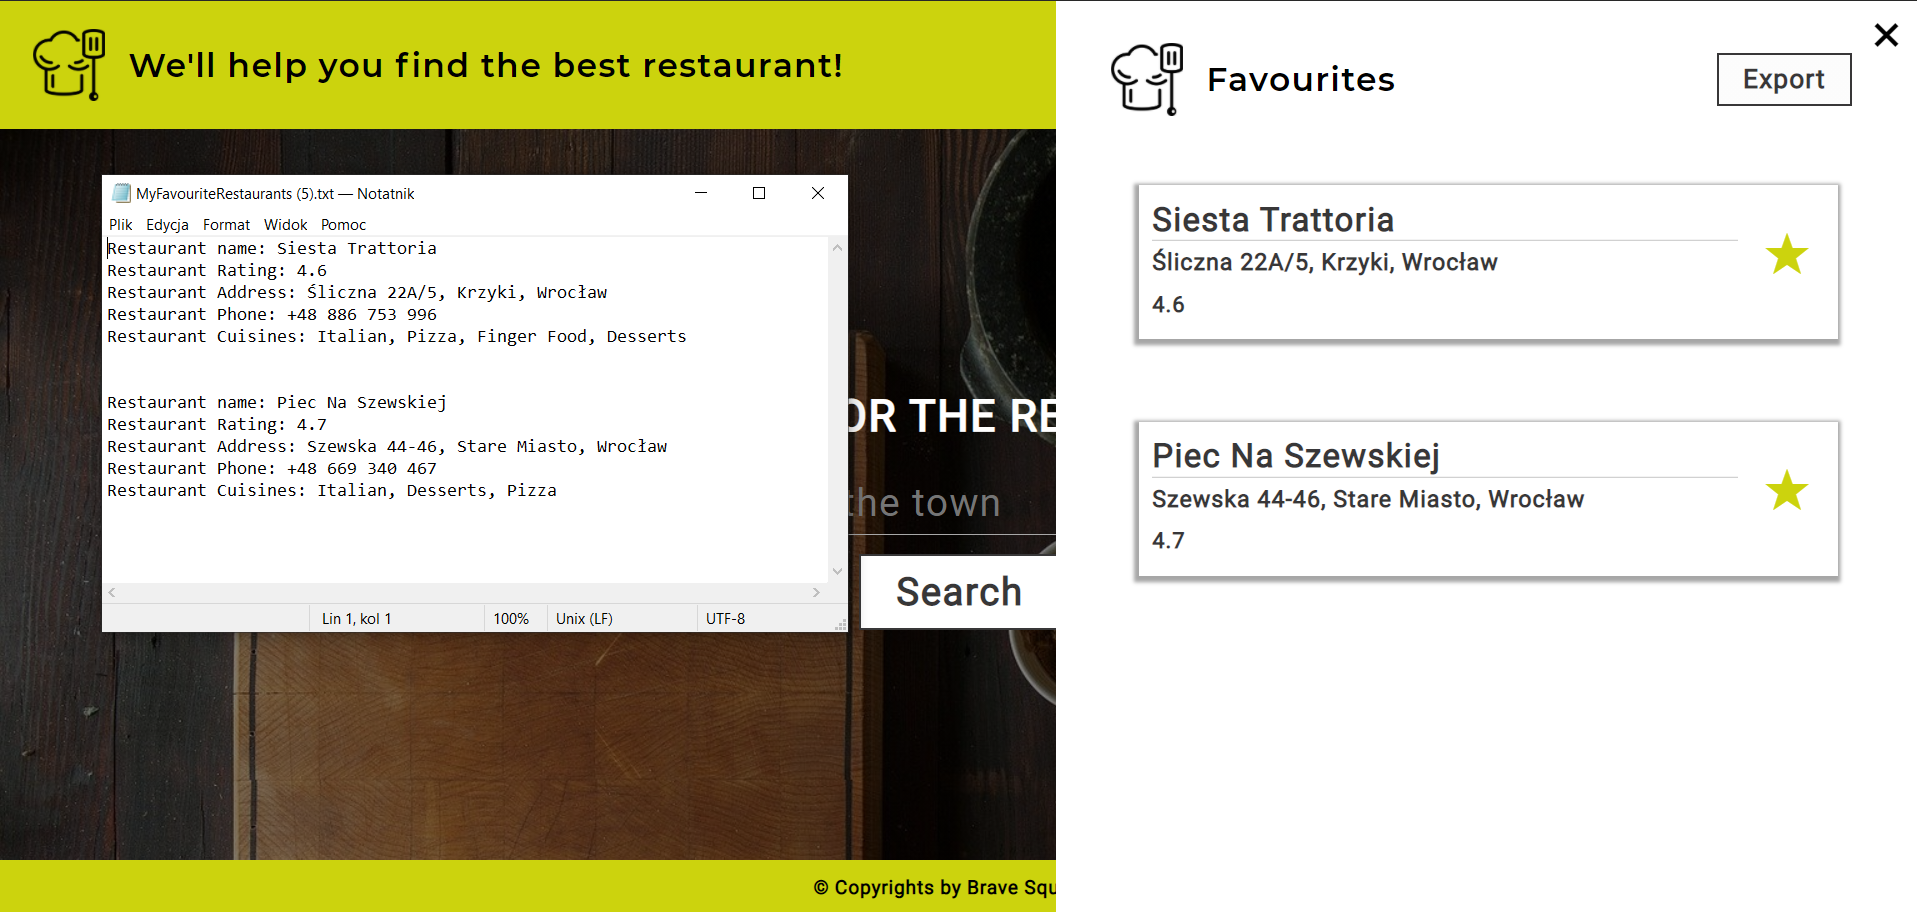 We'll help you find the best restaurant!
MyFavouriteRestaurants (5).txt — Notatnik
Plik Edycja Format Widok Pomoc
Restaurant name: Siesta Trattoria
Restaurant Rating: 4.6
Restaurant Address: Śliczna 22A/5, Krzyki, Wrocław
Restaurant Phone: +48 886 753 996
Restaurant Cuisines: Italian, Pizza, Finger Food, Desserts
Restaurant name: Piec Na Szewskiej
Restaurant Rating: 4.7
Restaurant Address: Szewska 44-46, Stare Miasto, Wrocław
Restaurant Phone: +48 669 340 467
Restaurant Cuisines: Italian, Desserts, Pizza
Lin 1, kol 1 100% Unix (LF) UTF-8
OR THE RE
the town
Search
© Copyrights by Brave Squ
Favourites
Export
Siesta Trattoria
Śliczna 22A/5, Krzyki, Wrocław
4.6
Piec Na Szewskiej
Szewska 44-46, Stare Miasto, Wrocław
4.7